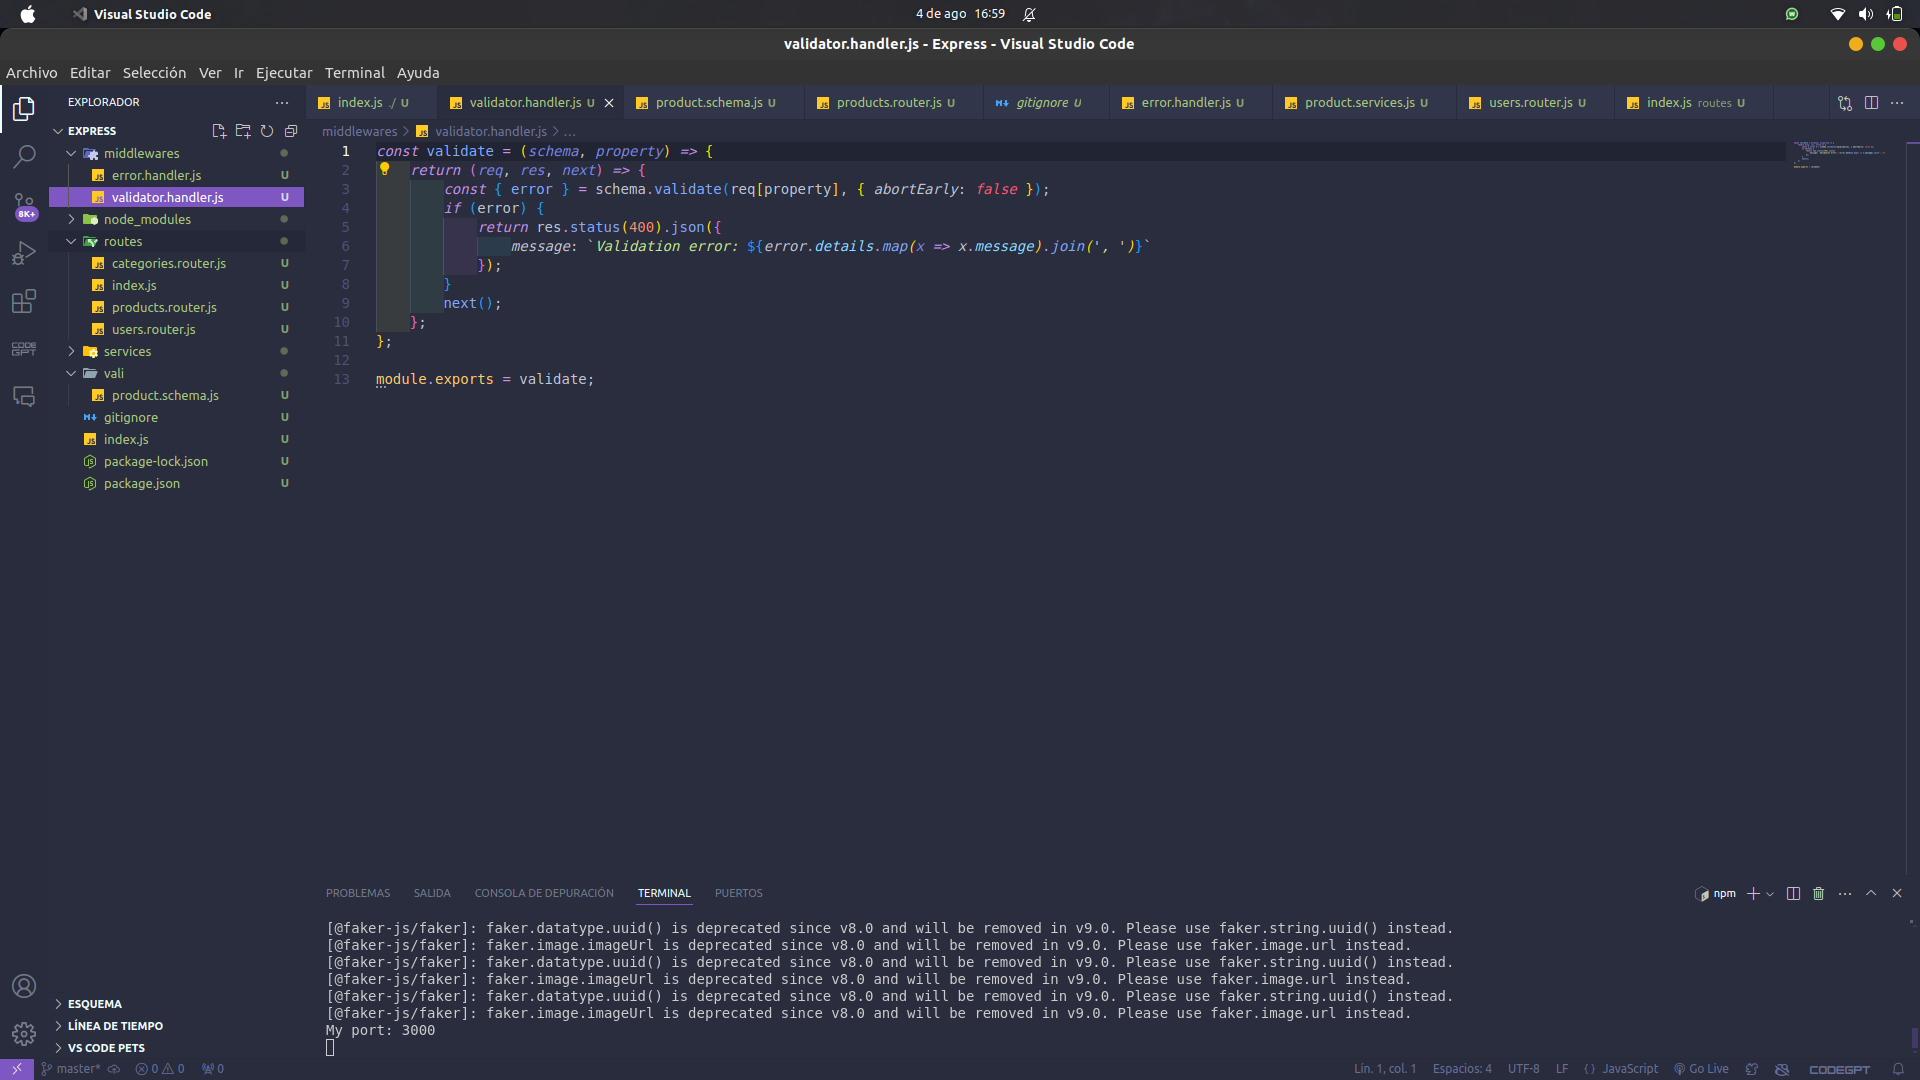 Visual Studio Code
4 de ago 16:59
validator.handler.js - Express - Visual Studio Code
Archivo Editar Selección Ver Ir Ejecutar Terminal Ayuda
EXPLORADOR
index.js ./ U
validator.handler.js U
product.schema.js U
products.router.js U
gitignore U
error.handler.js U
product.services.js U
users.router.js U
index.js routes U
EXPRESS
middlewares > validator.handler.js > ...
middlewares
error.handler.js U
validator.handler.js U
node_modules
routes
categories.router.js U
index.js U
products.router.js U
users.router.js U
services
vali
product.schema.js U
gitignore U
index.js U
package-lock.json U
package.json U
8K+
CODE
GPT
1 const validate = (schema, property) => {
2 return (req, res, next) => {
3 const { error } = schema.validate(req[property], { abortEarly: false });
4 if (error) {
5 return res.status(400).json({
6 message: `Validation error: ${error.details.map(x => x.message).join(', ')}`
7 });
8 }
9 next();
10 };
11 };
12
13 module.exports = validate;
PROBLEMAS SALIDA CONSOLA DE DEPURACIÓN TERMINAL PUERTOS
npm
[@faker-js/faker]: faker.datatype.uuid() is deprecated since v8.0 and will be removed in v9.0. Please use faker.string.uuid() instead.
[@faker-js/faker]: faker.image.imageUrl is deprecated since v8.0 and will be removed in v9.0. Please use faker.image.url instead.
[@faker-js/faker]: faker.datatype.uuid() is deprecated since v8.0 and will be removed in v9.0. Please use faker.string.uuid() instead.
[@faker-js/faker]: faker.image.imageUrl is deprecated since v8.0 and will be removed in v9.0. Please use faker.image.url instead.
[@faker-js/faker]: faker.datatype.uuid() is deprecated since v8.0 and will be removed in v9.0. Please use faker.string.uuid() instead.
[@faker-js/faker]: faker.image.imageUrl is deprecated since v8.0 and will be removed in v9.0. Please use faker.image.url instead.
My port: 3000
ESQUEMA
LÍNEA DE TIEMPO
VS CODE PETS
master* 0 0 0
Lín. 1, col. 1 Espacios: 4 UTF-8 LF {} JavaScript Go Live CODEGPT